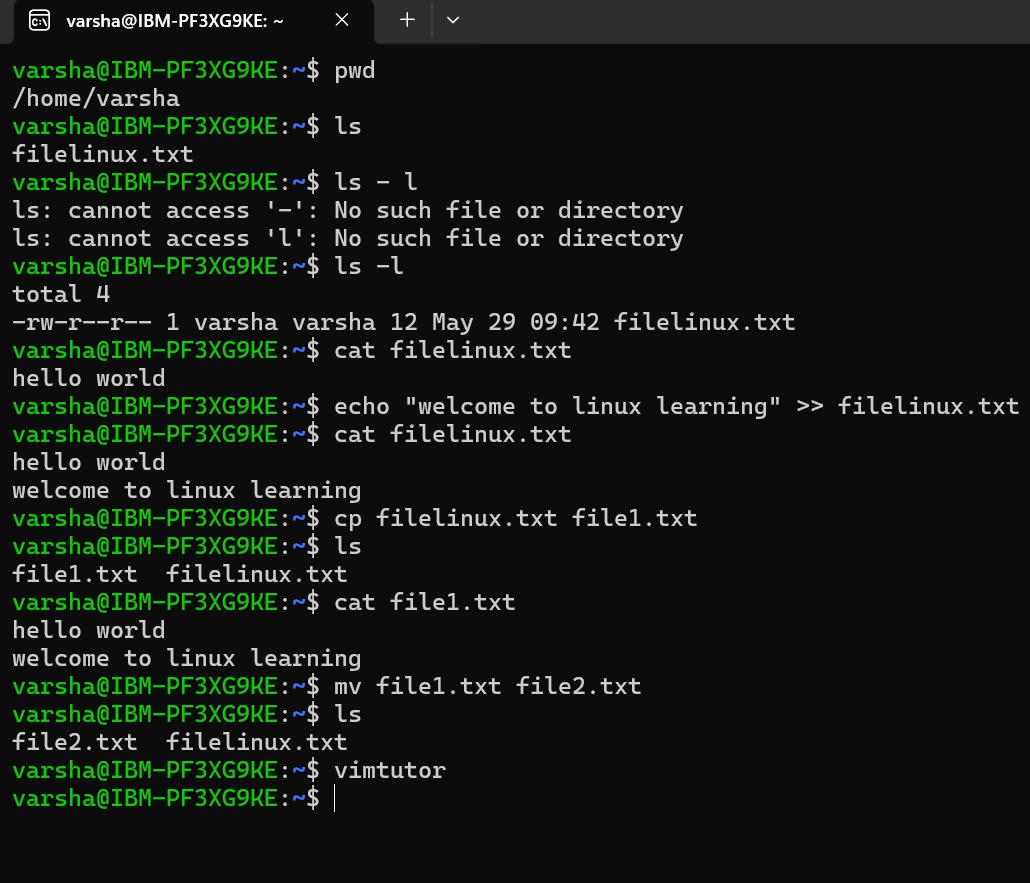 varsha@IBM-PF3XG9KE: ~
varsha@IBM-PF3XG9KE:~$ pwd
/home/varsha
varsha@IBM-PF3XG9KE:~$ ls
filelinux.txt
varsha@IBM-PF3XG9KE:~$ ls - l
ls: cannot access '-': No such file or directory
ls: cannot access 'l': No such file or directory
varsha@IBM-PF3XG9KE:~$ ls -l
total 4
-rw-r--r-- 1 varsha varsha 12 May 29 09:42 filelinux.txt
varsha@IBM-PF3XG9KE:~$ cat filelinux.txt
hello world
varsha@IBM-PF3XG9KE:~$ echo "welcome to linux learning" >> filelinux.txt
varsha@IBM-PF3XG9KE:~$ cat filelinux.txt
hello world
welcome to linux learning
varsha@IBM-PF3XG9KE:~$ cp filelinux.txt file1.txt
varsha@IBM-PF3XG9KE:~$ ls
file1.txt  filelinux.txt
varsha@IBM-PF3XG9KE:~$ cat file1.txt
hello world
welcome to linux learning
varsha@IBM-PF3XG9KE:~$ mv file1.txt file2.txt
varsha@IBM-PF3XG9KE:~$ ls
file2.txt  filelinux.txt
varsha@IBM-PF3XG9KE:~$ vimtutor
varsha@IBM-PF3XG9KE:~$